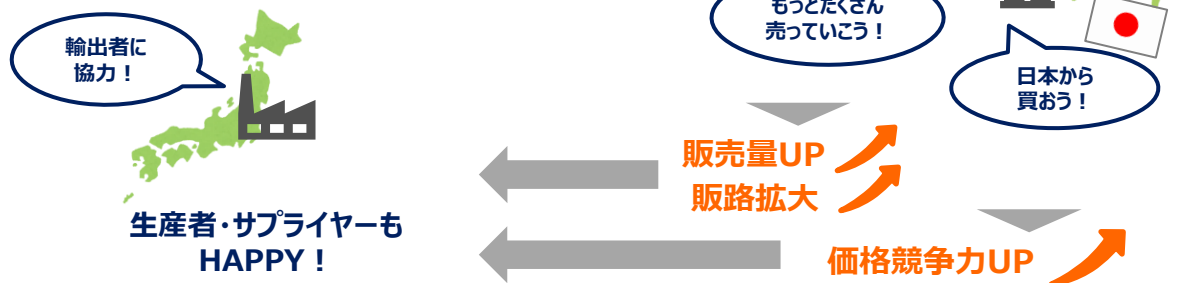 もっとたくさん
売っていこう！
輸出者に
協力！
日本から
買おう！
販売量UP
販路拡大
生産者・サプライヤーも
HAPPY！
価格競争力UP